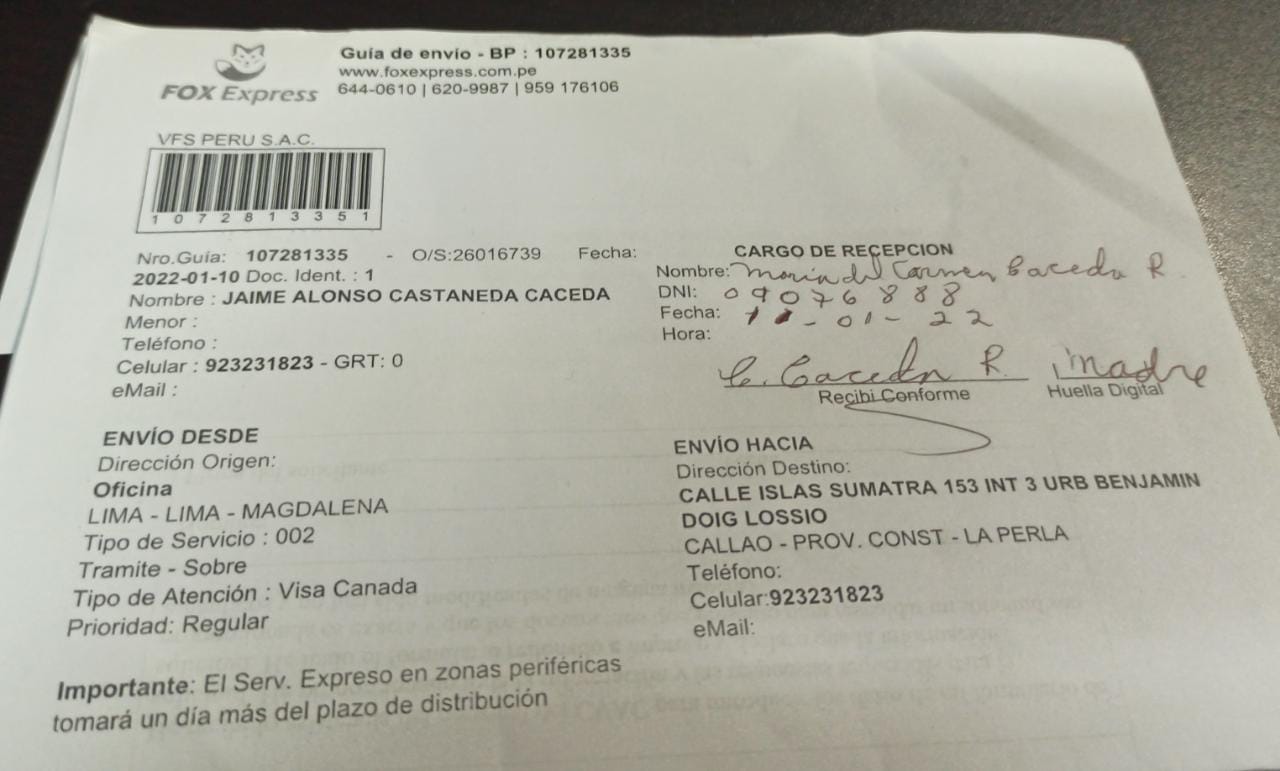 FOX Express
Guía de envío - BP : 107281335
www.foxexpress.com.pe
644-0610 | 620-9987 | 959 176106
VFS PERU S.A.C.
1 0 7 2 8 1 3 3 5 1
Nro.Guía: 107281335 - O/S:26016739 Fecha:
2022-01-10 Doc. Ident. : 1
Nombre : JAIME ALONSO CASTANEDA CACEDA
Menor :
Teléfono :
Celular : 923231823 - GRT: 0
eMail :
CARGO DE RECEPCION
Nombre: Maria del Carmen Caceda R.
DNI: 09076888
Fecha: 11-01-22
Hora:
C. Caceda R. Madre
Recibi Conforme Huella Digital
ENVÍO DESDE
Dirección Origen:
Oficina
LIMA - LIMA - MAGDALENA
Tipo de Servicio : 002
Tramite - Sobre
Tipo de Atención : Visa Canada
Prioridad: Regular
ENVÍO HACIA
Dirección Destino:
CALLE ISLAS SUMATRA 153 INT 3 URB BENJAMIN
DOIG LOSSIO
CALLAO - PROV. CONST - LA PERLA
Teléfono:
Celular:923231823
eMail:
Importante: El Serv. Expreso en zonas periféricas
tomará un día más del plazo de distribución